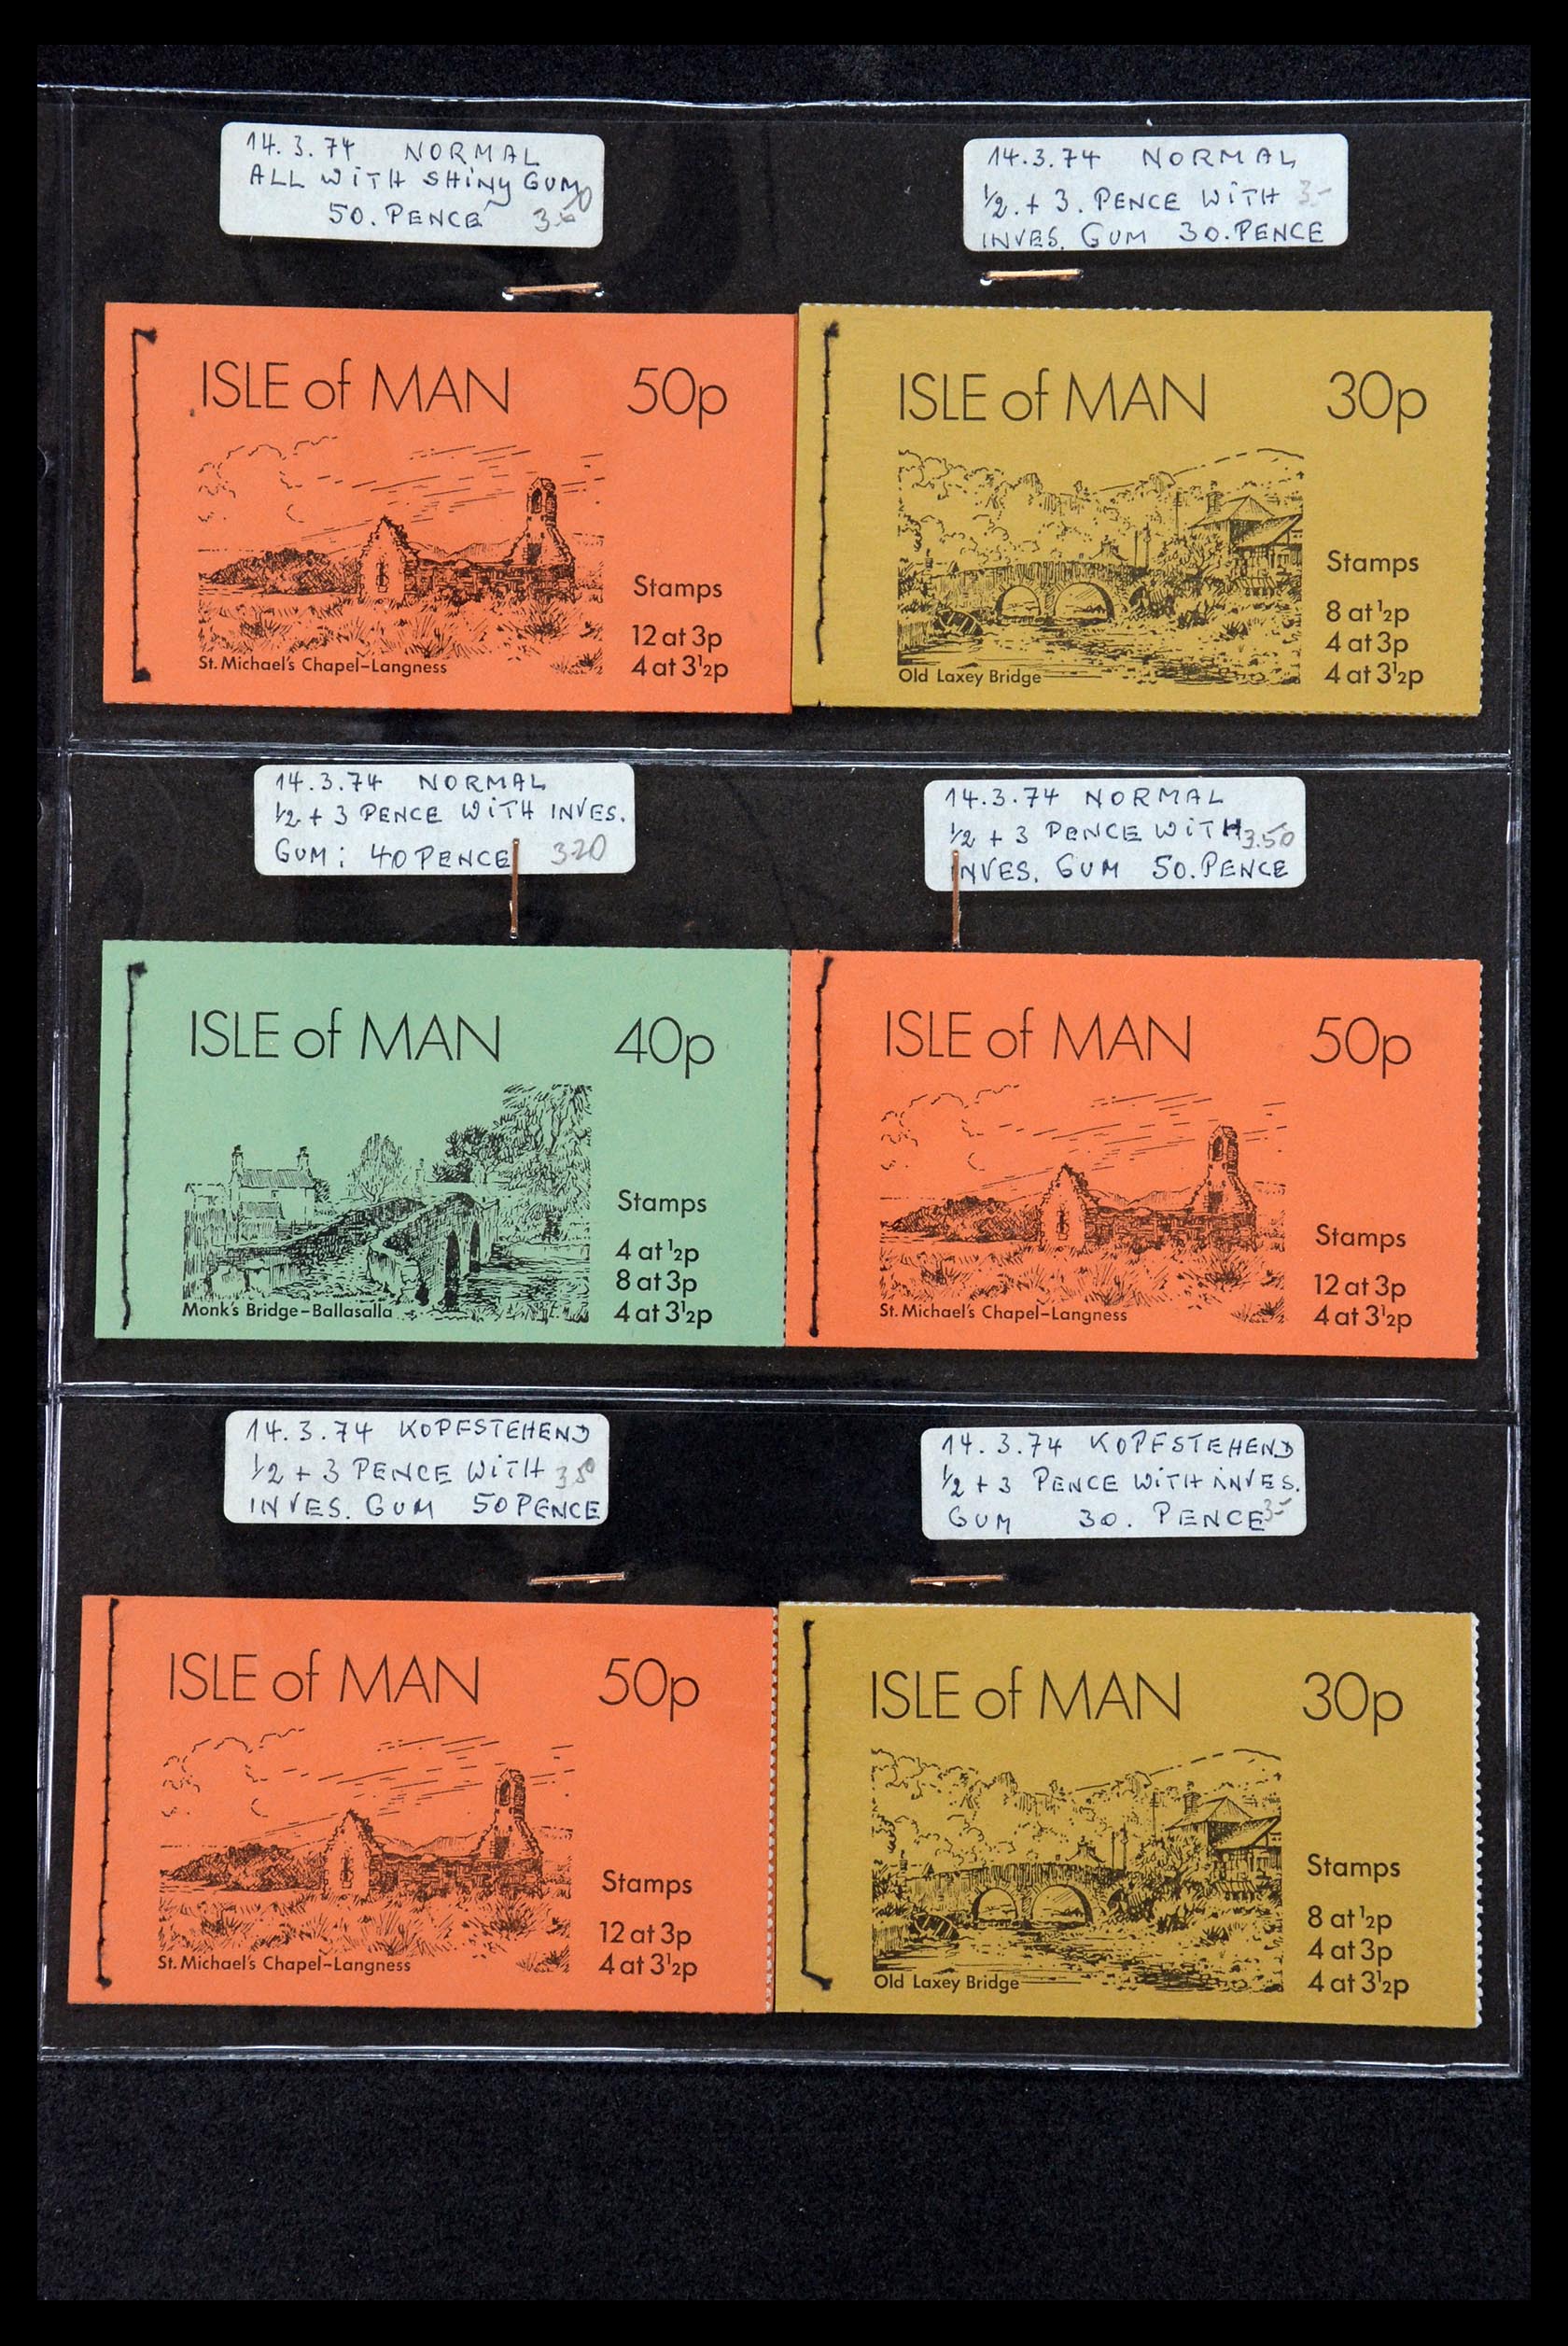 14.3.74 NORMAL
ALL WITH SHINY GUM
50. PENCE
14.3.74 NORMAL
1/2. + 3. PENCE WITH 3-
INVES. GUM 30. PENCE
ISLE of MAN 50p
Stamps
12 at 3p
4 at 3½p
St. Michael's Chapel–Langness
ISLE of MAN 30p
Stamps
8 at ½p
4 at 3p
4 at 3½p
Old Laxey Bridge
14.3.74 NORMAL
1/2 + 3 PENCE WITH INVES.
GUM: 40 PENCE 320
14.3.74 NORMAL
1/2 + 3 PENCE WITH 3.50
INVES. GUM 50. PENCE
ISLE of MAN 40p
Stamps
4 at ½p
8 at 3p
4 at 3½p
Monk's Bridge–Ballasalla
ISLE of MAN 50p
Stamps
12 at 3p
4 at 3½p
St. Michael's Chapel–Langness
14.3.74 KOPFSTEHEND
1/2 + 3 PENCE WITH 350
INVES. GUM 50 PENCE
14.3.74 KOPFSTEHEND
1/2 + 3 PENCE WITH INVES.
GUM 30. PENCE 3-
ISLE of MAN 50p
Stamps
12 at 3p
4 at 3½p
St. Michael's Chapel–Langness
ISLE of MAN 30p
Stamps
8 at ½p
4 at 3p
4 at 3½p
Old Laxey Bridge